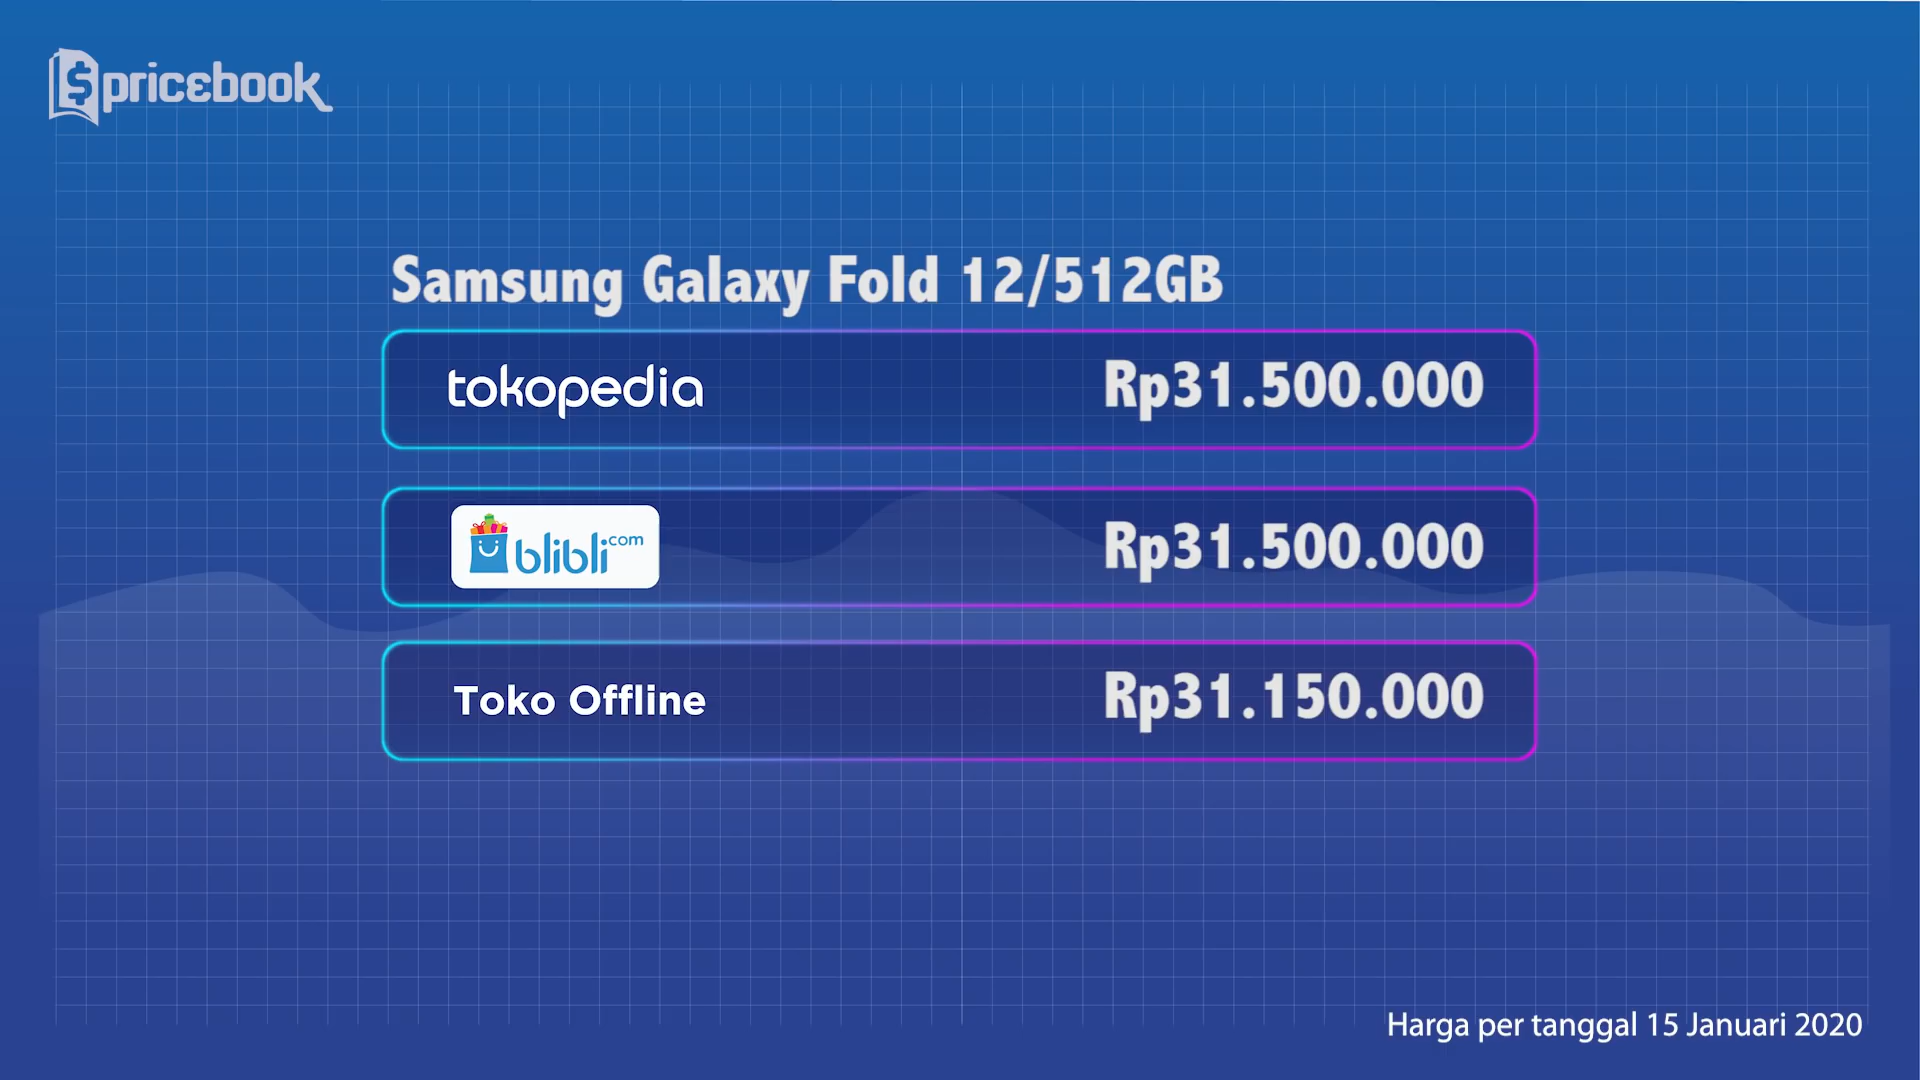 pricebook
Samsung Galaxy Fold 12/512GB
tokopedia
Rp31.500.000
blibli.com
Rp31.500.000
Toko Offline
Rp31.150.000
Harga per tanggal 15 Januari 2020